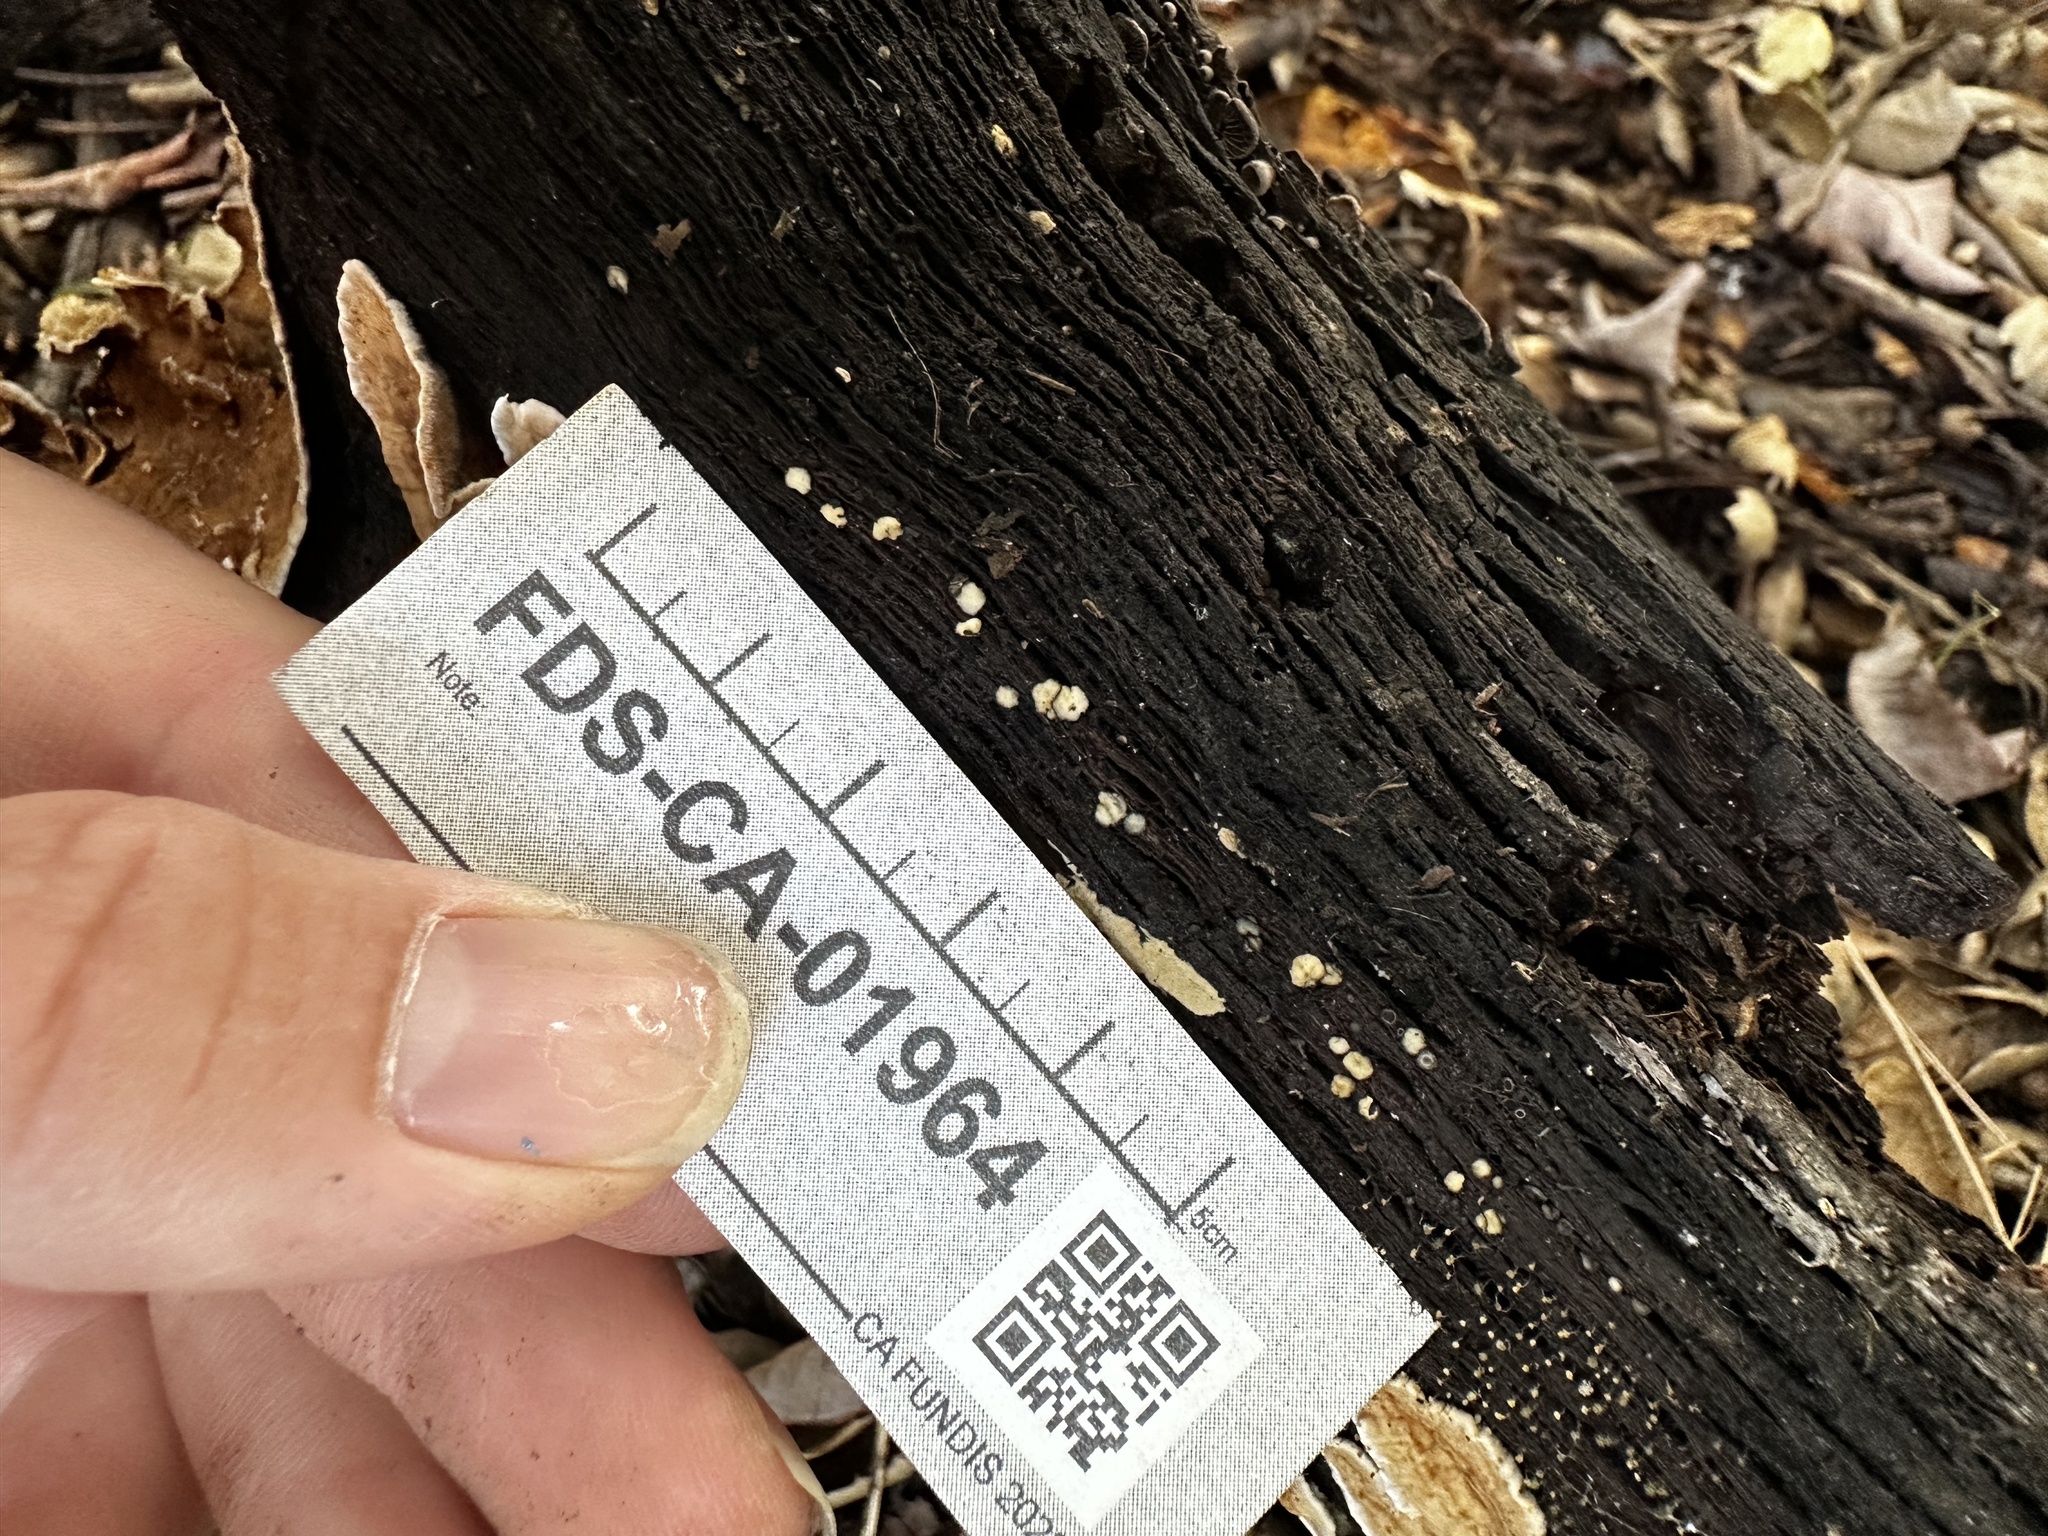 5cm
FDS-CA-01964
Note:
CA FUNDIS